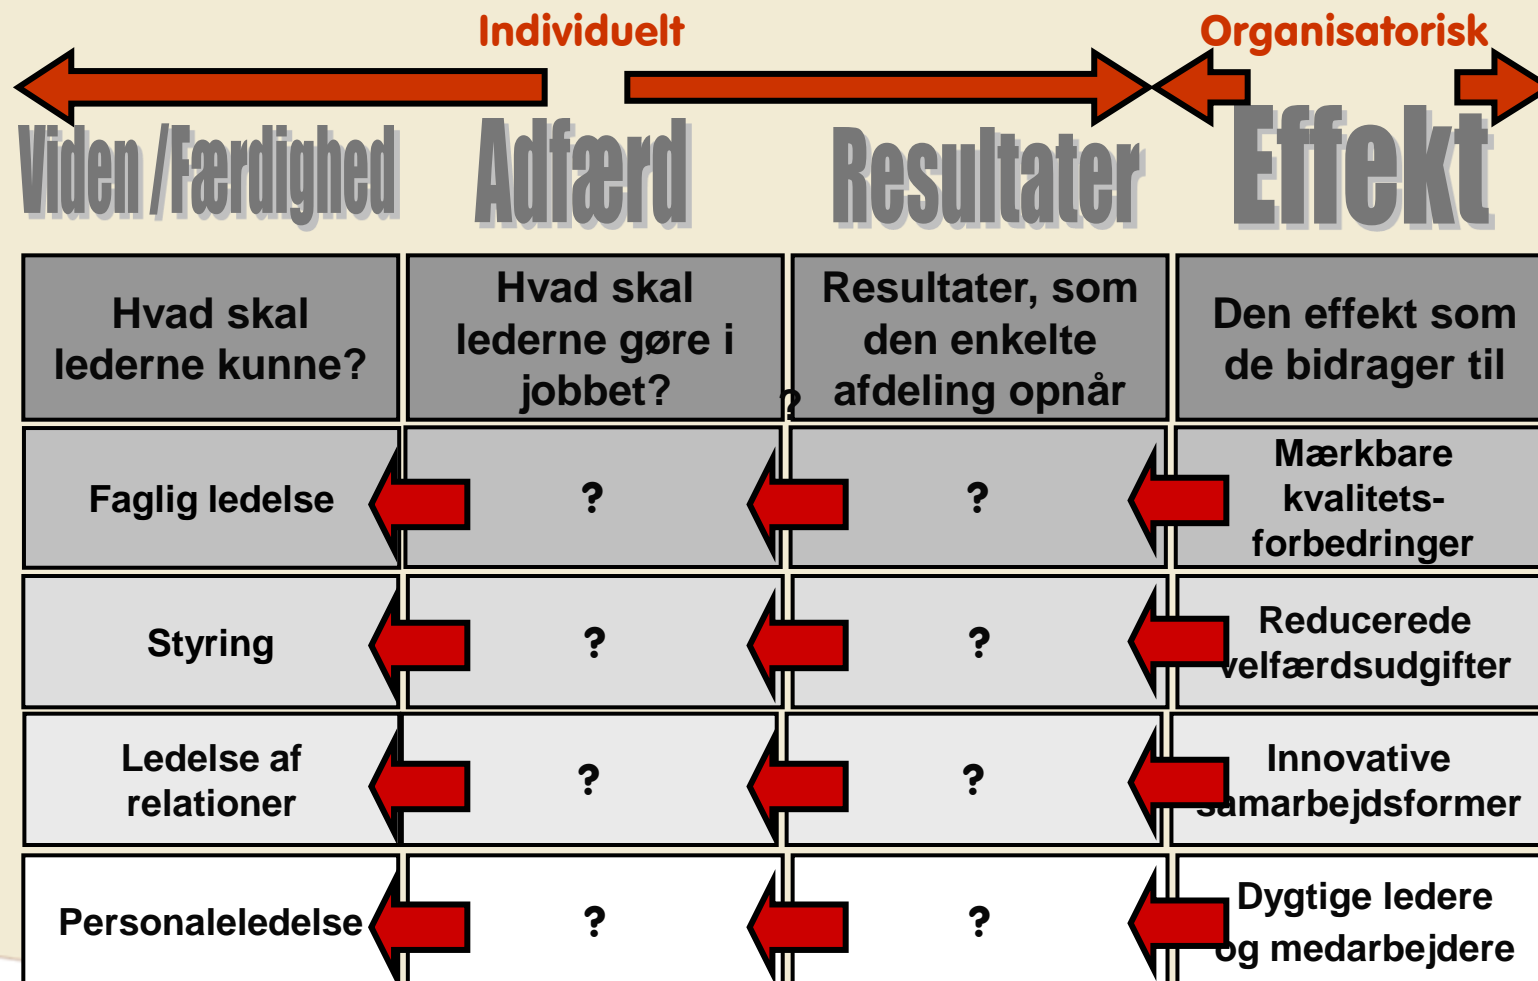 Individuelt
Organisatorisk
Viden /Færdighed
Adfærd
Resultater
Effekt
Hvad skal
lederne kunne?
Hvad skal
lederne gøre i
jobbet?
?
Resultater, som
den enkelte
afdeling opnår
Den effekt som
de bidrager til
Faglig ledelse
?
?
Mærkbare
kvalitets-
forbedringer
Styring
?
?
Reducerede
velfærdsudgifter
Ledelse af
relationer
?
?
Innovative
samarbejdsformer
Personaleledelse
?
?
Dygtige ledere
og medarbejdere